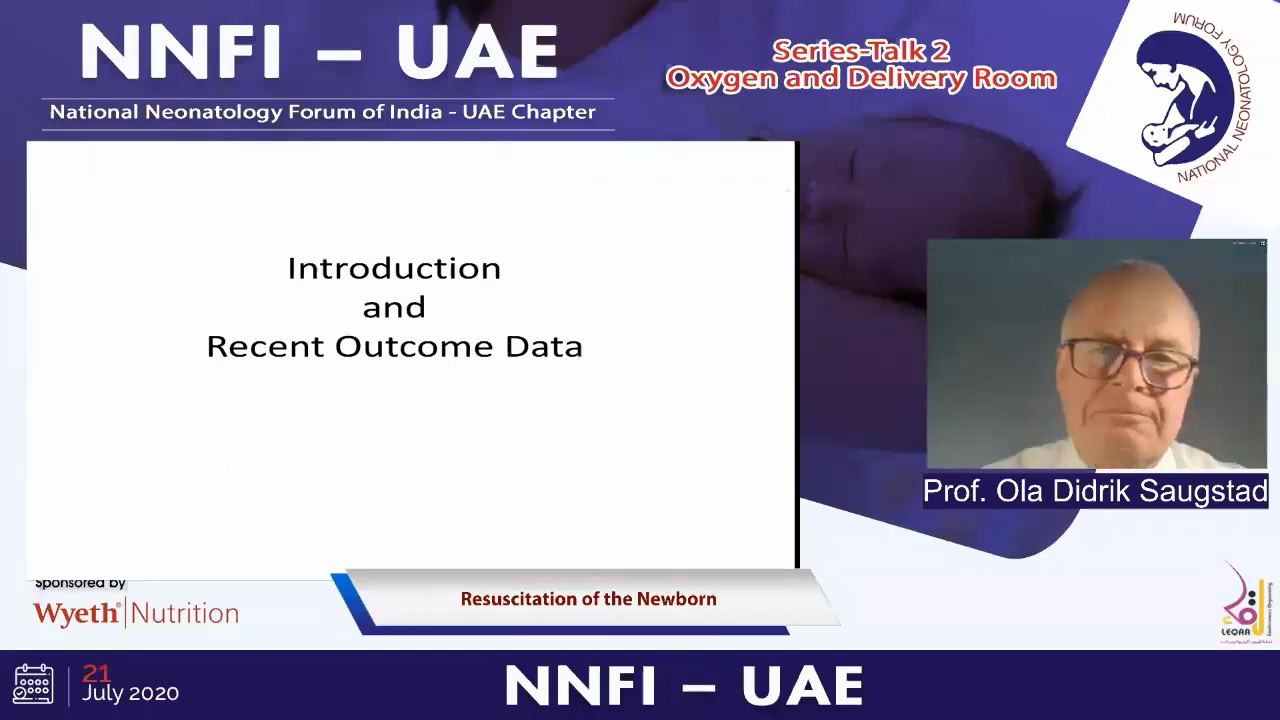 NNFI – UAE
National Neonatology Forum of India - UAE Chapter
Series-Talk 2
Oxygen and Delivery Room
NATIONAL NEONATOLOGY FORUM
Introduction
and
Recent Outcome Data
Prof. Ola Didrik Saugstad
Sponsored by
Wyeth® Nutrition
Resuscitation of the Newborn
LEQAA
21
July 2020
NNFI – UAE